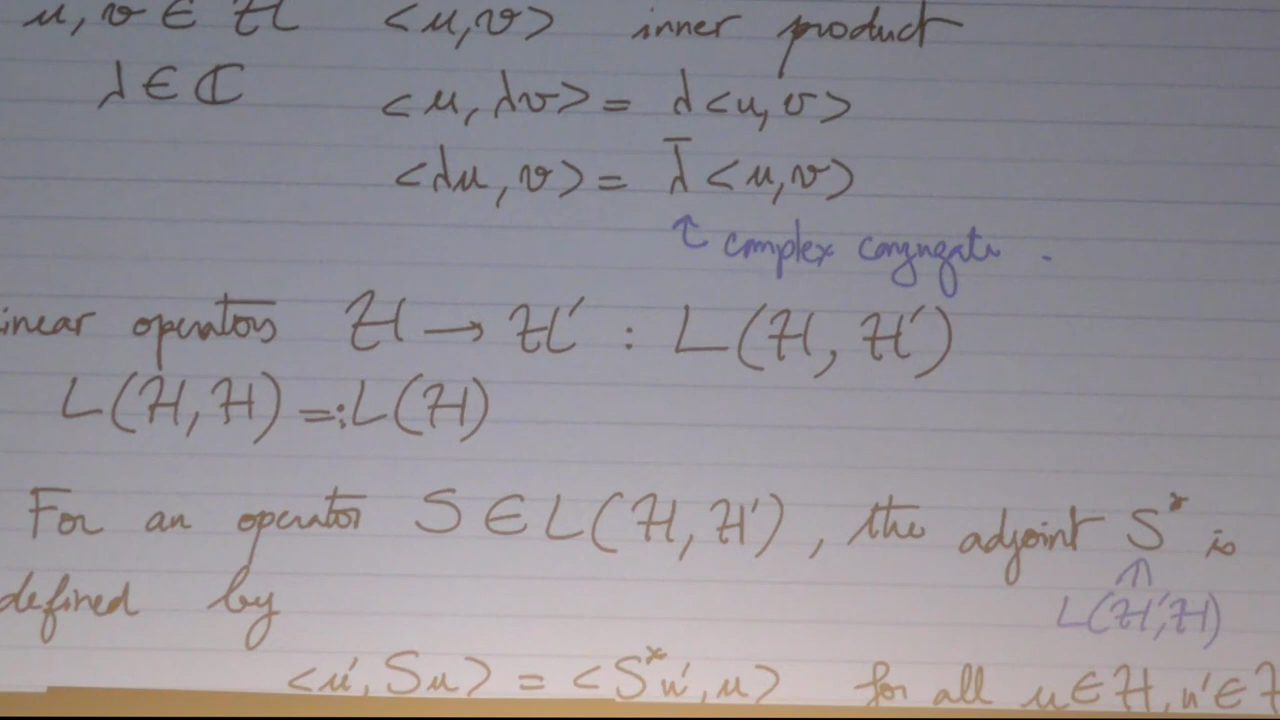 u, v ∈ H <u,v> inner product
λ ∈ ℂ <u, λv> = λ<u,v>
<λu, v> = λ̄<u,v>
↑ complex conjugate.
inear operators H → H' : L(H, H')
L(H,H) =: L(H)
For an operator S ∈ L(H, H'), the adjoint S* is
defined by
↑
L(H',H)
<u', Su> = <S*u', u> for all u ∈ H, u' ∈